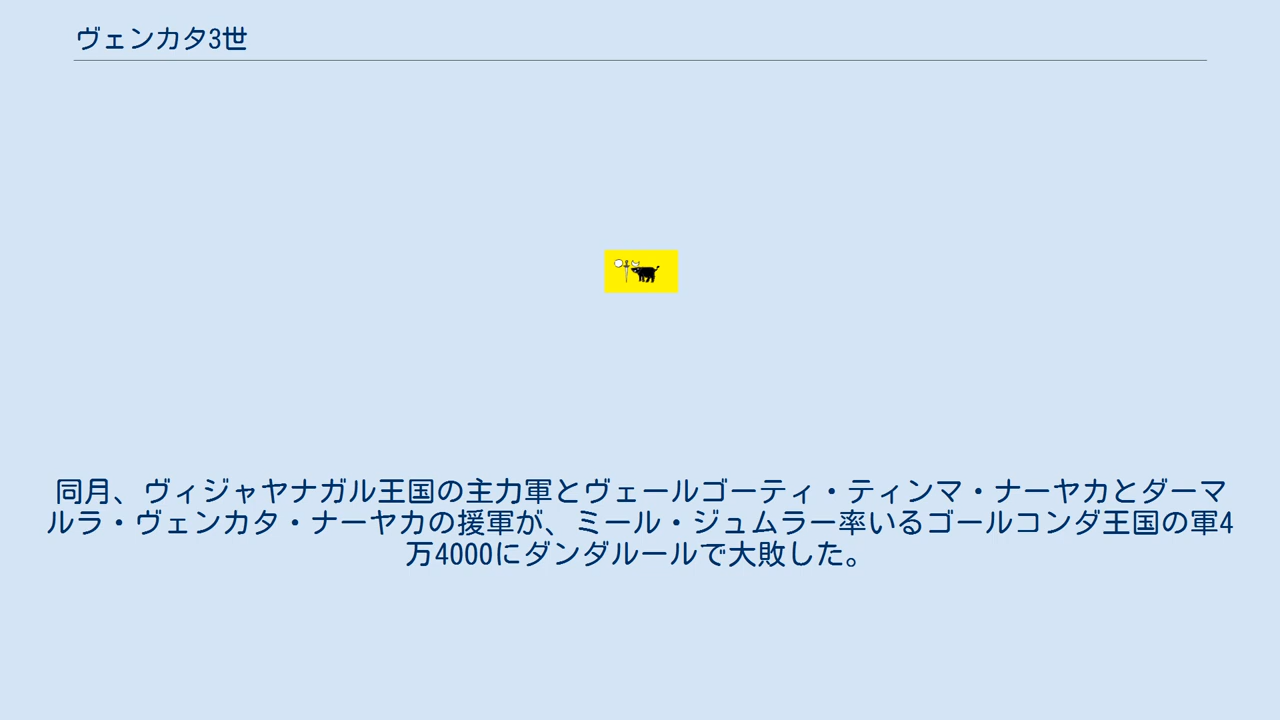 ヴェンカタ3世
同月、ヴィジャヤナガル王国の主力軍とヴェールゴーティ・ティンマ・ナーヤカとダーマ
ルラ・ヴェンカタ・ナーヤカの援軍が、ミール・ジュムラー率いるゴールコンダ王国の軍4
万4000にダンダルールで大敗した。